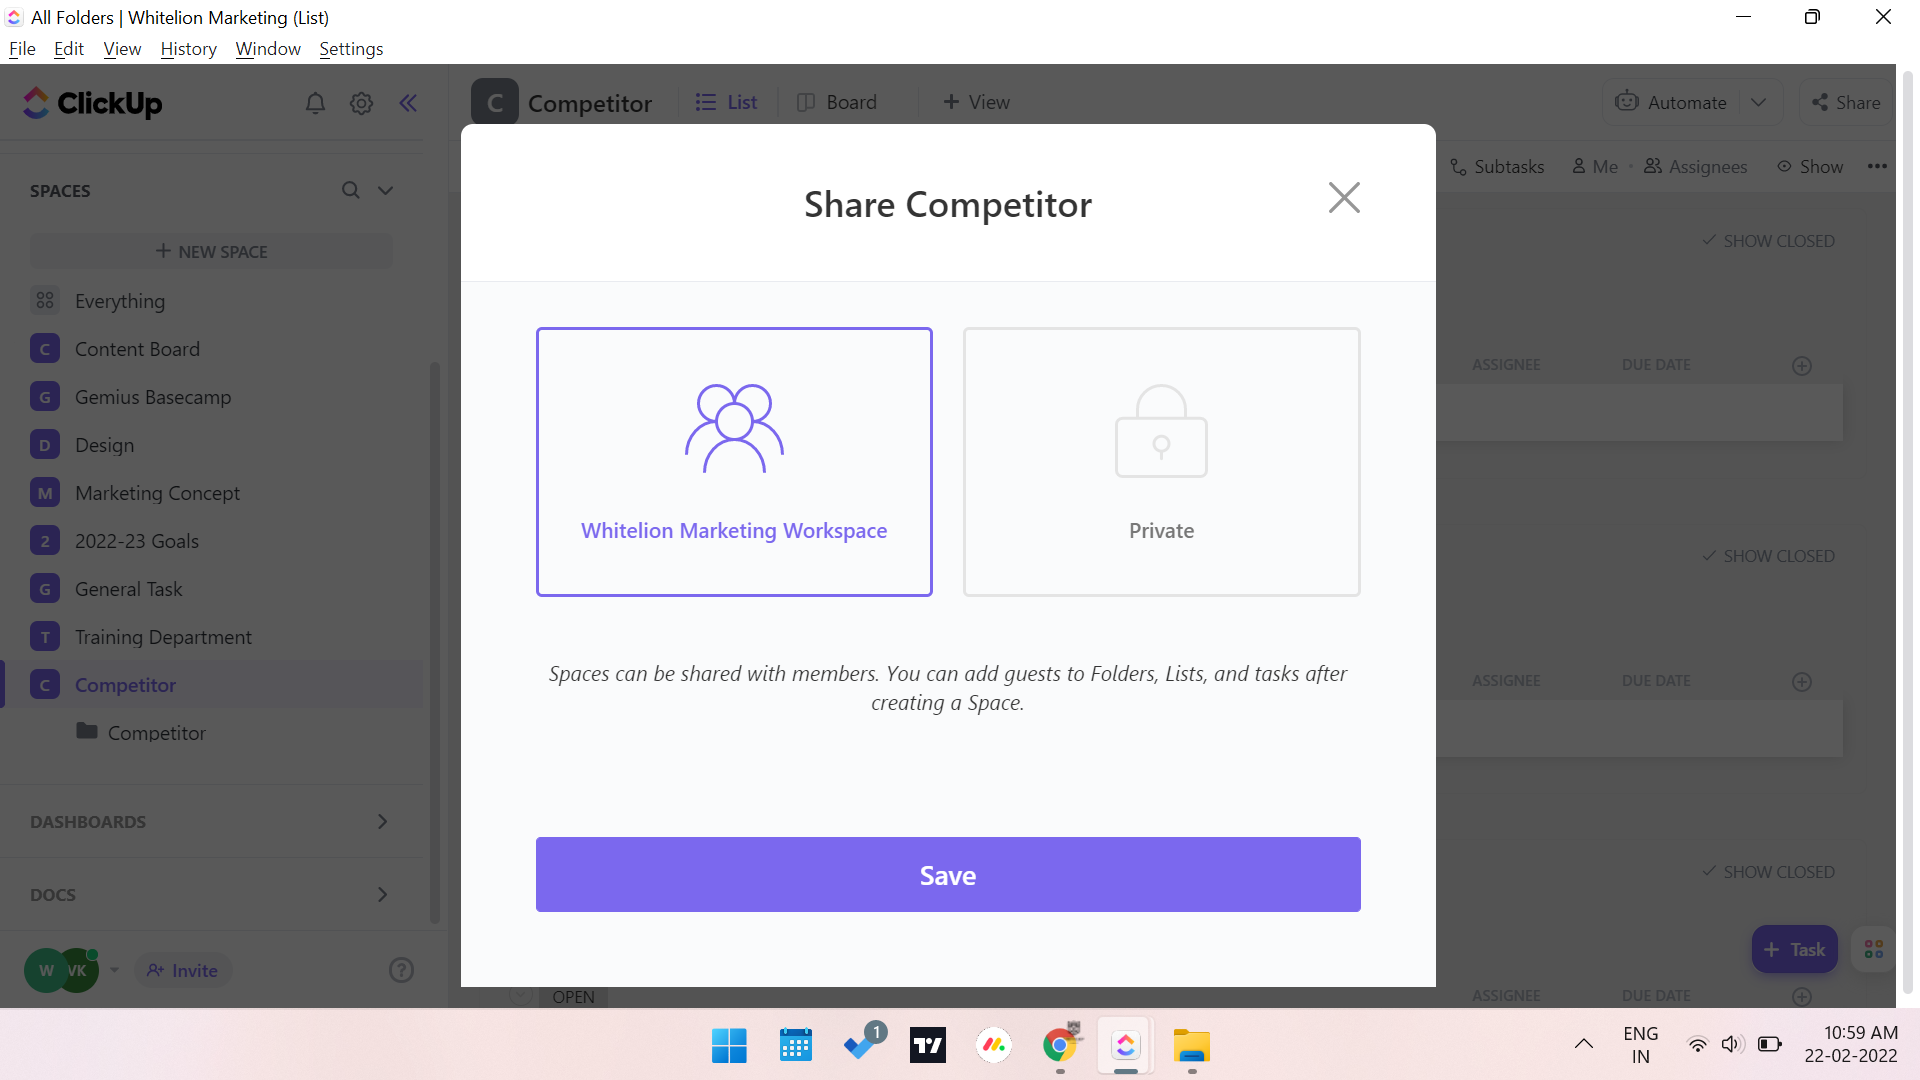 All Folders | Whitelion Marketing (List)
File Edit View History Window Settings
ClickUp
C Competitor List Board + View Automate Share
Subtasks Me Assignees Show
SPACES
+ NEW SPACE
Everything
C Content Board
G Gemius Basecamp
D Design
M Marketing Concept
2 2022-23 Goals
G General Task
T Training Department
C Competitor
Competitor
DASHBOARDS
DOCS
W VK Invite ?
Share Competitor
Whitelion Marketing Workspace
Private
Spaces can be shared with members. You can add guests to Folders, Lists, and tasks after
creating a Space.
Save
SHOW CLOSED
ASSIGNEE DUE DATE
SHOW CLOSED
ASSIGNEE DUE DATE
SHOW CLOSED
+ Task
OPEN ASSIGNEE DUE DATE
1
ENG
IN
10:59 AM
22-02-2022